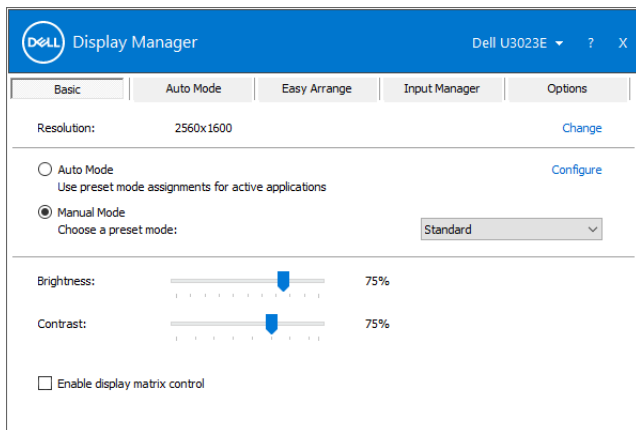 DELL Display Manager Dell U3023E ? X
Basic Auto Mode Easy Arrange Input Manager Options
Resolution: 2560x1600 Change
Auto Mode Configure
Use preset mode assignments for active applications
Manual Mode
Choose a preset mode: Standard
Brightness: 75%
Contrast: 75%
Enable display matrix control